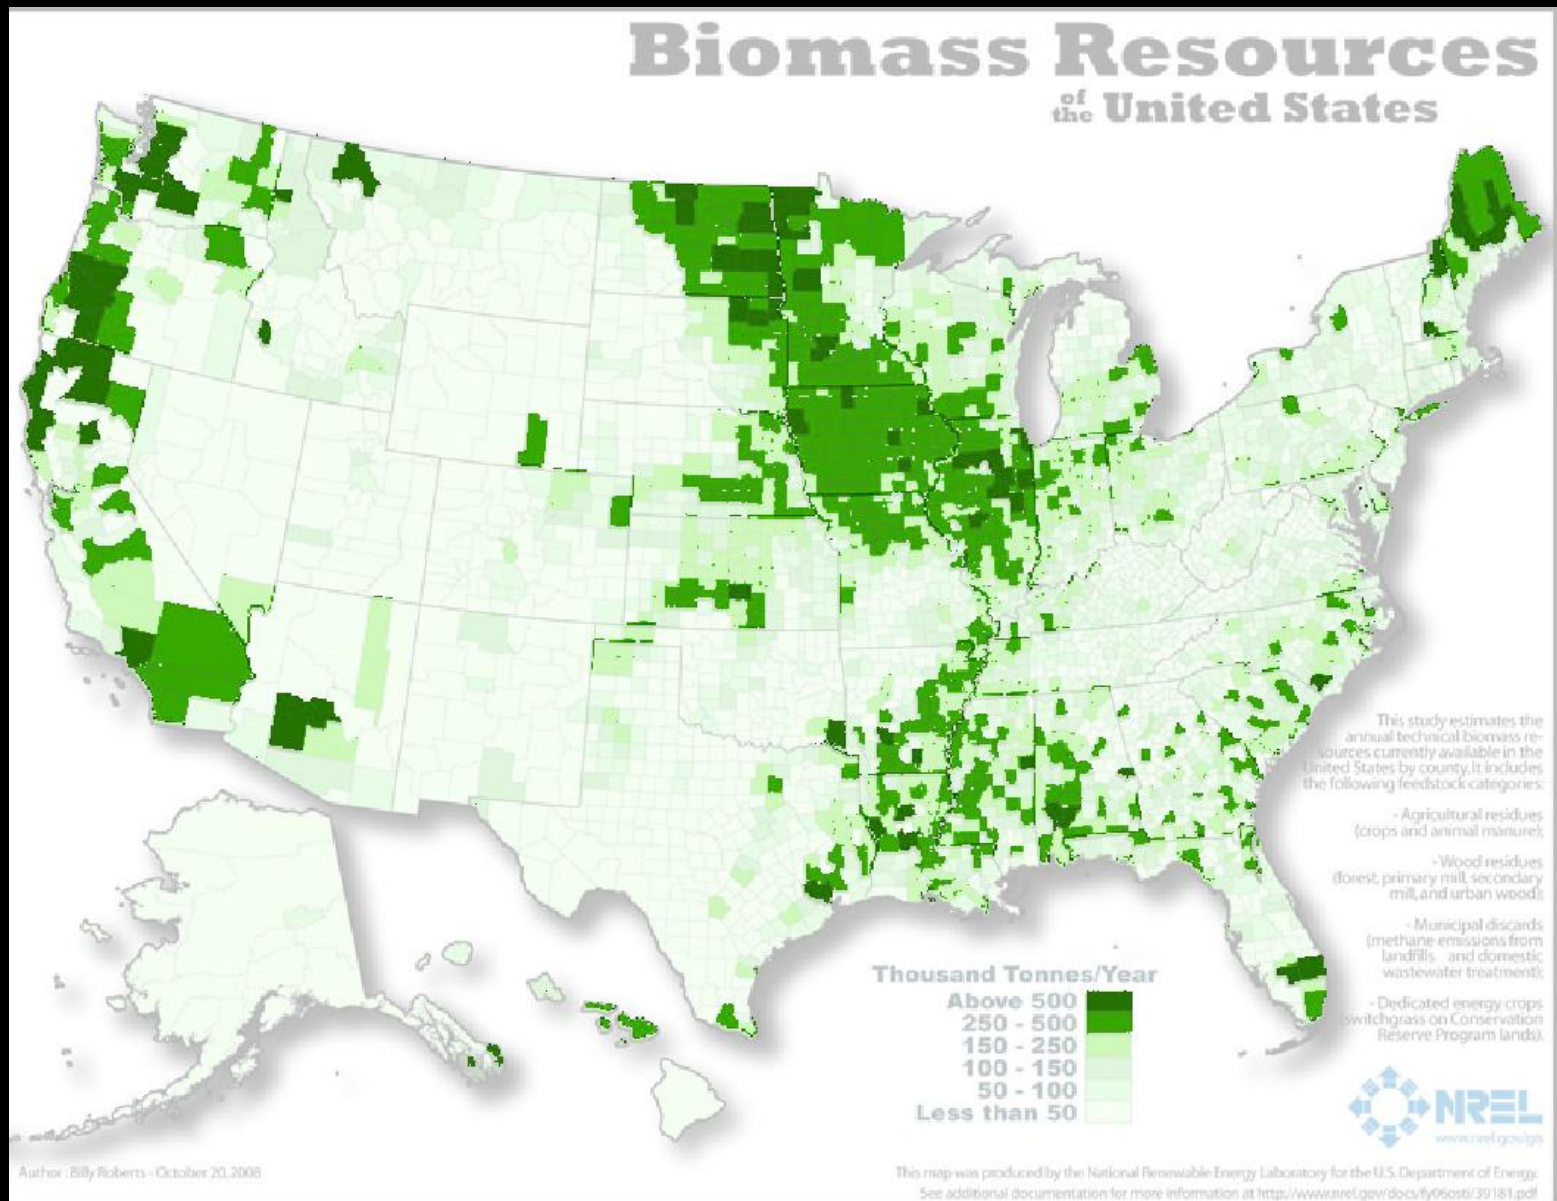 Biomass Resources
of the United States
This study estimates the
annual technical biomass re-
sources currently available in the
United States by county. It includes
the following feedstock categories:
- Agricultural residues
(crops and animal manure);
- Wood residues
(forest, primary mill, secondary
mill, and urban wood);
- Municipal discards
(methane emissions from
landfills and domestic
wastewater treatment);
- Dedicated energy crops
(switchgrass on Conservation
Reserve Program lands).
Thousand Tonnes/Year
Above 500
250 - 500
150 - 250
100 - 150
50 - 100
Less than 50
NREL
www.nrel.gov/gis
Author : Billy Roberts - October 20, 2008
This map was produced by the National Renewable Energy Laboratory for the U.S. Department of Energy.
See additional documentation for more information at